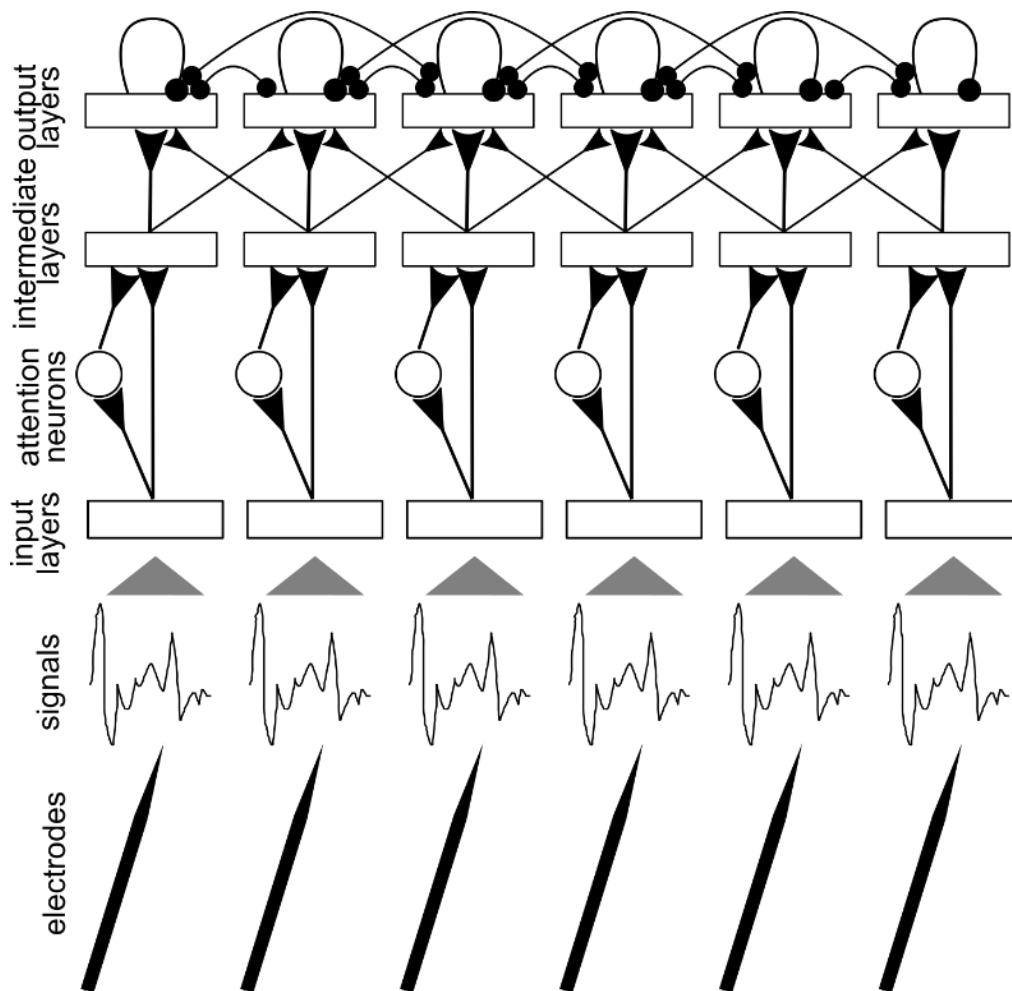 output
layers
intermediate
layers
attention
neurons
input
layers
signals
electrodes